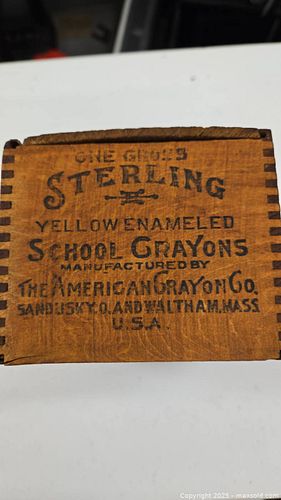 ONE GROSS
STERLING
YELLOW ENAMELED
SCHOOL CRAYONS
MANUFACTURED BY
THE AMERICAN CRAYON CO.
SANDUSKY, O. AND WALTHAM, MASS.
U.S.A.
Copyright 2025 - maxsold.com